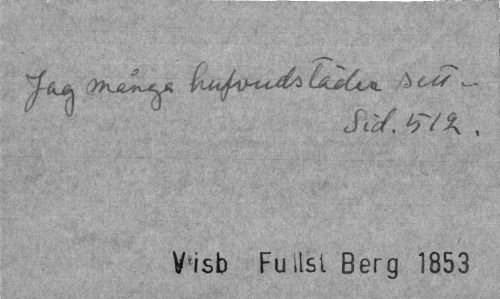 Jag många hufvudstäder sett –
Sid. 512.
Visb Fullst Berg 1853